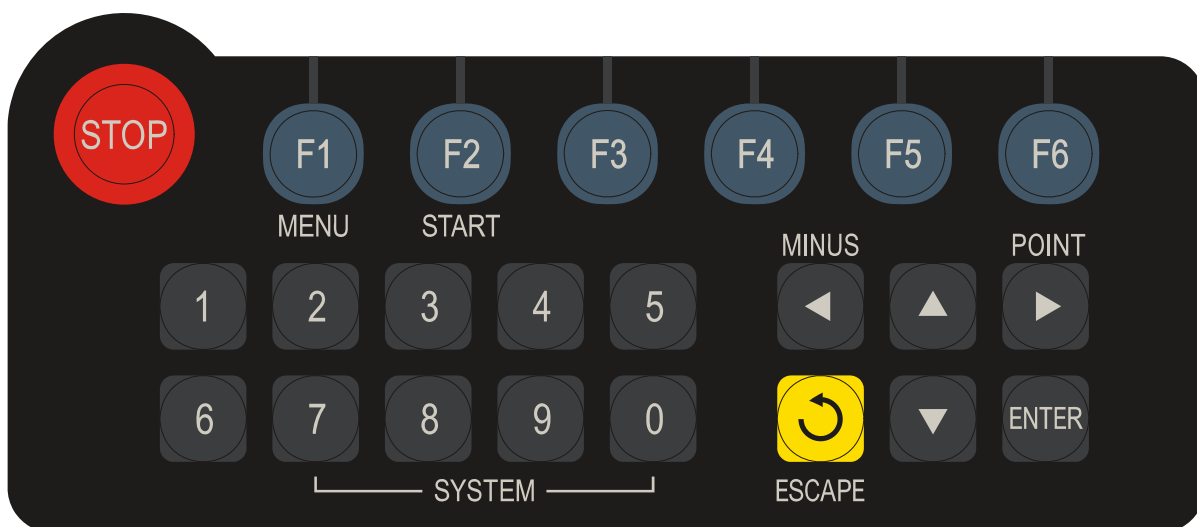 STOP
F1 F2 F3 F4 F5 F6
MENU START
MINUS POINT
1 2 3 4 5
6 7 8 9 0 ENTER
SYSTEM ESCAPE